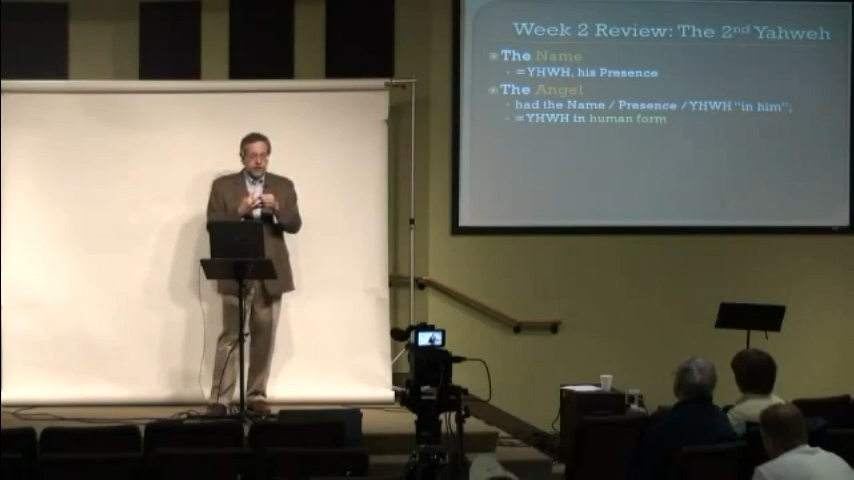 Week 2 Review: The 2nd Yahweh
The Name
=YHWH, his Presence
The Angel
had the Name / Presence / YHWH "in him";
=YHWH in human form